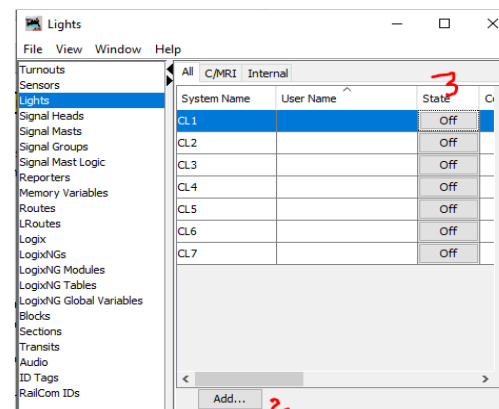 Lights
File View Window Help
Turnouts
Sensors
Lights
Signal Heads
Signal Masts
Signal Groups
Signal Mast Logic
Reporters
Memory Variables
Routes
LRoutes
Logix
LogixNGs
LogixNG Modules
LogixNG Tables
LogixNG Global Variables
Blocks
Sections
Transits
Audio
ID Tags
RailCom IDs
All C/MRI Internal
3
System Name User Name State
CL1 Off
CL2 Off
CL3 Off
CL4 Off
CL5 Off
CL6 Off
CL7 Off
Add...